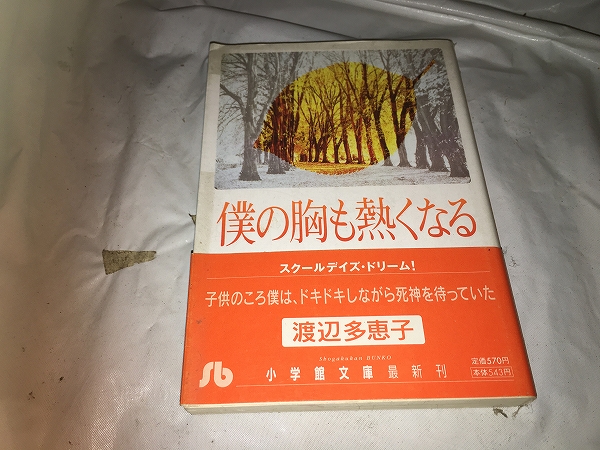 僕の胸も熱くなる
スクールデイズ・ドリーム!
子供のころ僕は、ドキドキしながら死神を待っていた
渡辺多恵子
Shogakukan BUNKO
小学館文庫 最新刊
定価570円
本体543円